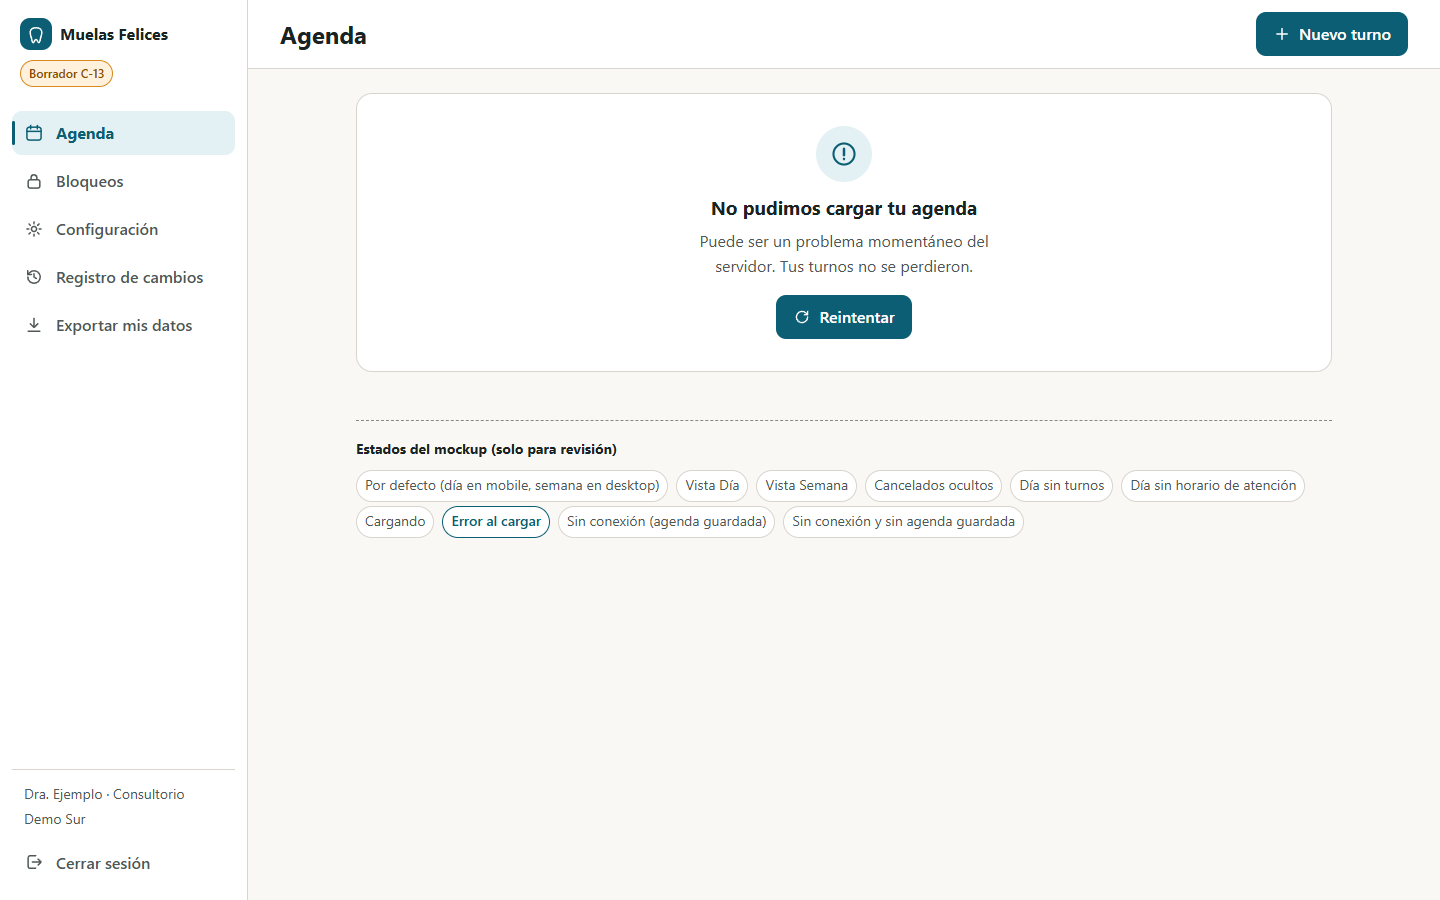 Muelas Felices
Borrador C-13
Agenda
Bloqueos
Configuración
Registro de cambios
Exportar mis datos
Dra. Ejemplo · Consultorio
Demo Sur
Cerrar sesión
Agenda
Nuevo turno
No pudimos cargar tu agenda
Puede ser un problema momentáneo del
servidor. Tus turnos no se perdieron.
Reintentar
Estados del mockup (solo para revisión)
Por defecto (día en mobile, semana en desktop) Vista Día Vista Semana Cancelados ocultos Día sin turnos Día sin horario de atención
Cargando Error al cargar Sin conexión (agenda guardada) Sin conexión y sin agenda guardada